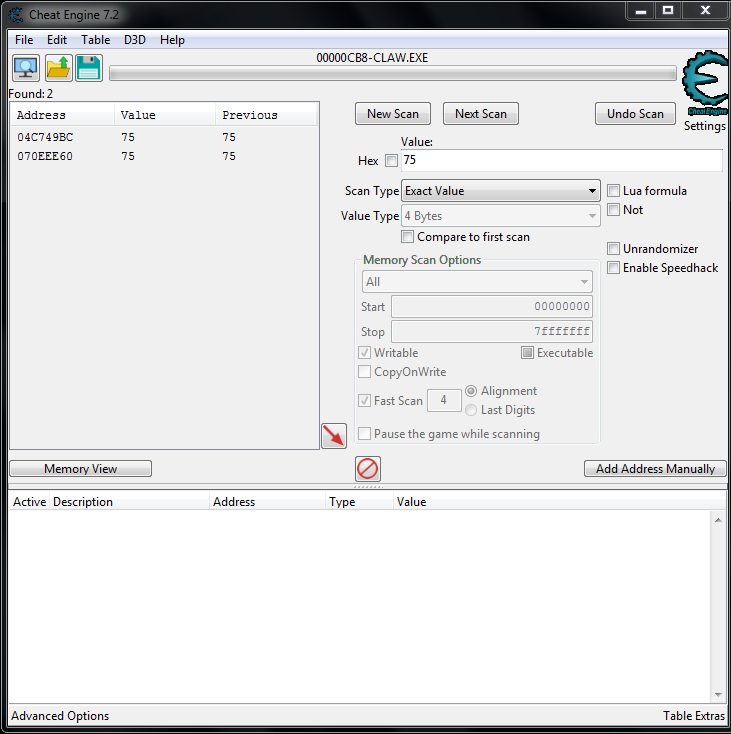 Cheat Engine 7.2
File Edit Table D3D Help
00000CB8-CLAW.EXE
Found: 2
Cheat Engine
Settings
Address Value Previous
04C749BC 75 75
070EEE60 75 75
New Scan Next Scan Undo Scan
Value:
Hex 75
Scan Type Exact Value Lua formula
Value Type 4 Bytes Not
Compare to first scan
Unrandomizer
Enable Speedhack
Memory Scan Options
All
Start 00000000
Stop 7fffffff
Writable Executable
CopyOnWrite
Fast Scan 4 Alignment
Last Digits
Pause the game while scanning
Memory View Add Address Manually
Active Description Address Type Value
Advanced Options Table Extras